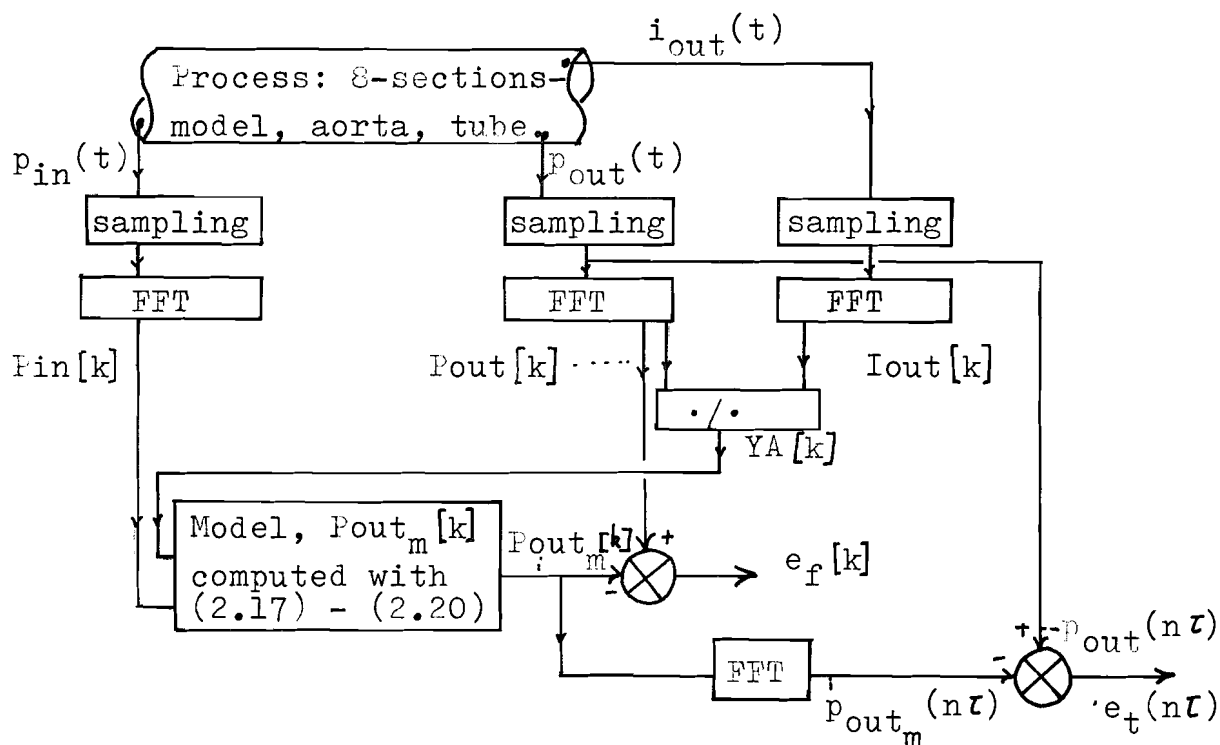 i_out(t)
Process: 8-sections-
model, aorta, tube
p_in(t)
p_out(t)
sampling
sampling
sampling
FFT
FFT
FFT
Pin[k]
Pout[k]
Iout[k]
·/·
YA[k]
Model, Pout_m[k]
computed with
(2.17) - (2.20)
Pout_m[k]
+
-
e_f[k]
+
p_out(nτ)
-
FFT
p_out_m(nτ)
e_t(nτ)